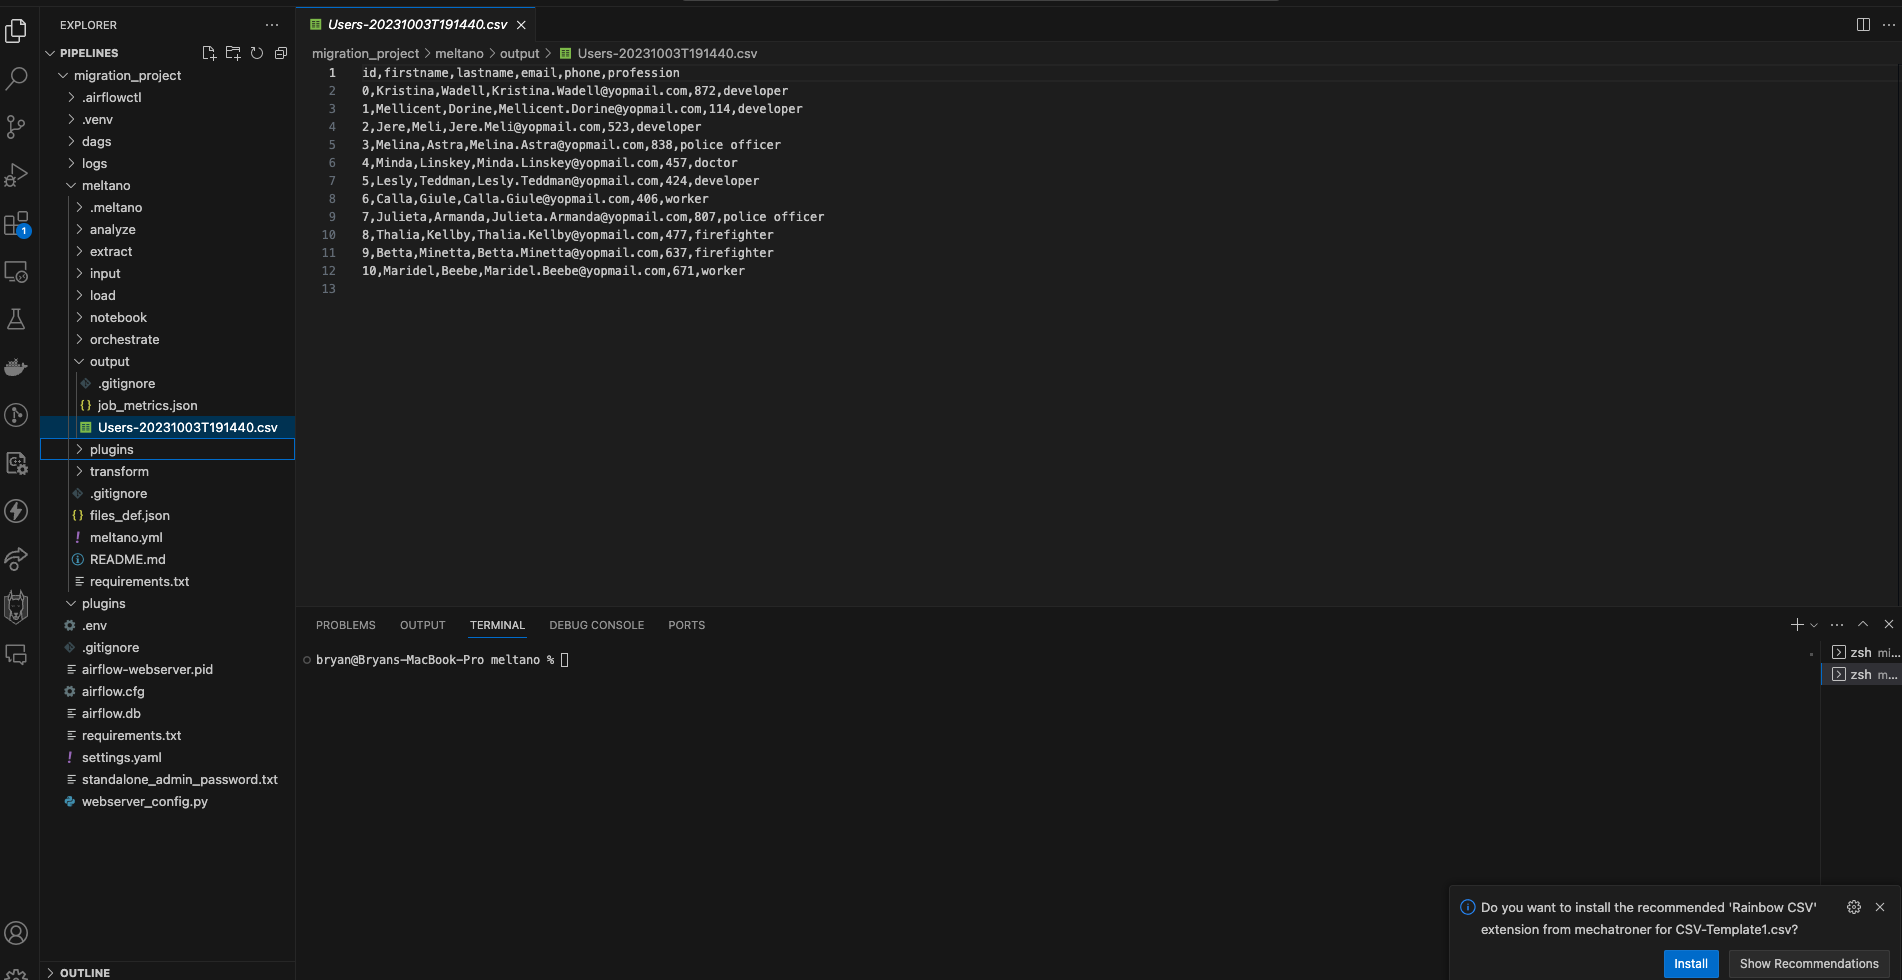 EXPLORER
PIPELINES
migration_project
.airflowctl
.venv
dags
logs
meltano
.meltano
analyze
extract
input
load
notebook
orchestrate
output
.gitignore
{} job_metrics.json
Users-20231003T191440.csv
plugins
transform
.gitignore
{} files_def.json
! meltano.yml
README.md
requirements.txt
plugins
.env
.gitignore
airflow-webserver.pid
airflow.cfg
airflow.db
requirements.txt
! settings.yaml
standalone_admin_password.txt
webserver_config.py
OUTLINE
1
Users-20231003T191440.csv
migration_project > meltano > output > Users-20231003T191440.csv
1 id,firstname,lastname,email,phone,profession
2 0,Kristina,Wadell,Kristina.Wadell@yopmail.com,872,developer
3 1,Mellicent,Dorine,Mellicent.Dorine@yopmail.com,114,developer
4 2,Jere,Meli,Jere.Meli@yopmail.com,523,developer
5 3,Melina,Astra,Melina.Astra@yopmail.com,838,police officer
6 4,Minda,Linskey,Minda.Linskey@yopmail.com,457,doctor
7 5,Lesly,Teddman,Lesly.Teddman@yopmail.com,424,developer
8 6,Calla,Giule,Calla.Giule@yopmail.com,406,worker
9 7,Julieta,Armanda,Julieta.Armanda@yopmail.com,807,police officer
10 8,Thalia,Kellby,Thalia.Kellby@yopmail.com,477,firefighter
11 9,Betta,Minetta,Betta.Minetta@yopmail.com,637,firefighter
12 10,Maridel,Beebe,Maridel.Beebe@yopmail.com,671,worker
13
PROBLEMS OUTPUT TERMINAL DEBUG CONSOLE PORTS
bryan@Bryans-MacBook-Pro meltano %
zsh mi...
zsh m...
Do you want to install the recommended 'Rainbow CSV'
extension from mechatroner for CSV-Template1.csv?
Install Show Recommendations